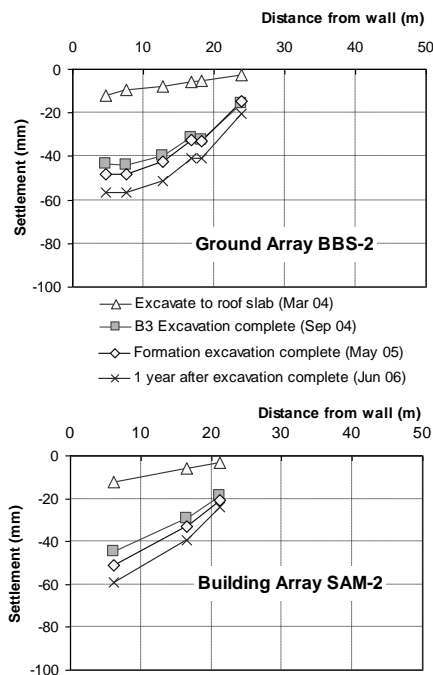 Distance from wall (m)
0 10 20 30 40 50
0
-20
-40
-60
-80
-100
Settlement (mm)
Ground Array BBS-2
Excavate to roof slab (Mar 04)
B3 Excavation complete (Sep 04)
Formation excavation complete (May 05)
1 year after excavation complete (Jun 06)
Distance from wall (m)
0 10 20 30 40 50
0
-20
-40
-60
-80
-100
Settlement (mm)
Building Array SAM-2